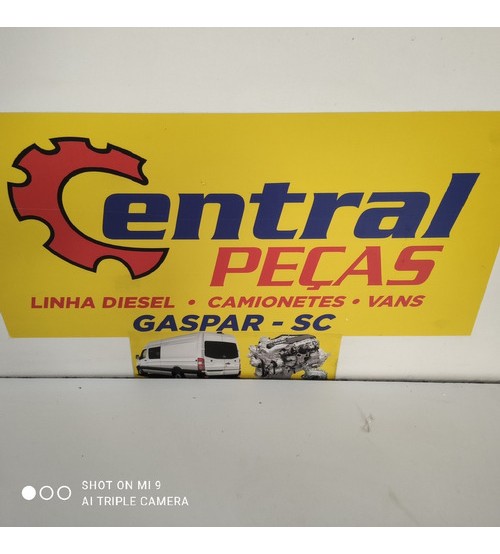 Central
PEÇAS
LINHA DIESEL • CAMIONETES • VANS
GASPAR - SC
SHOT ON MI 9
AI TRIPLE CAMERA